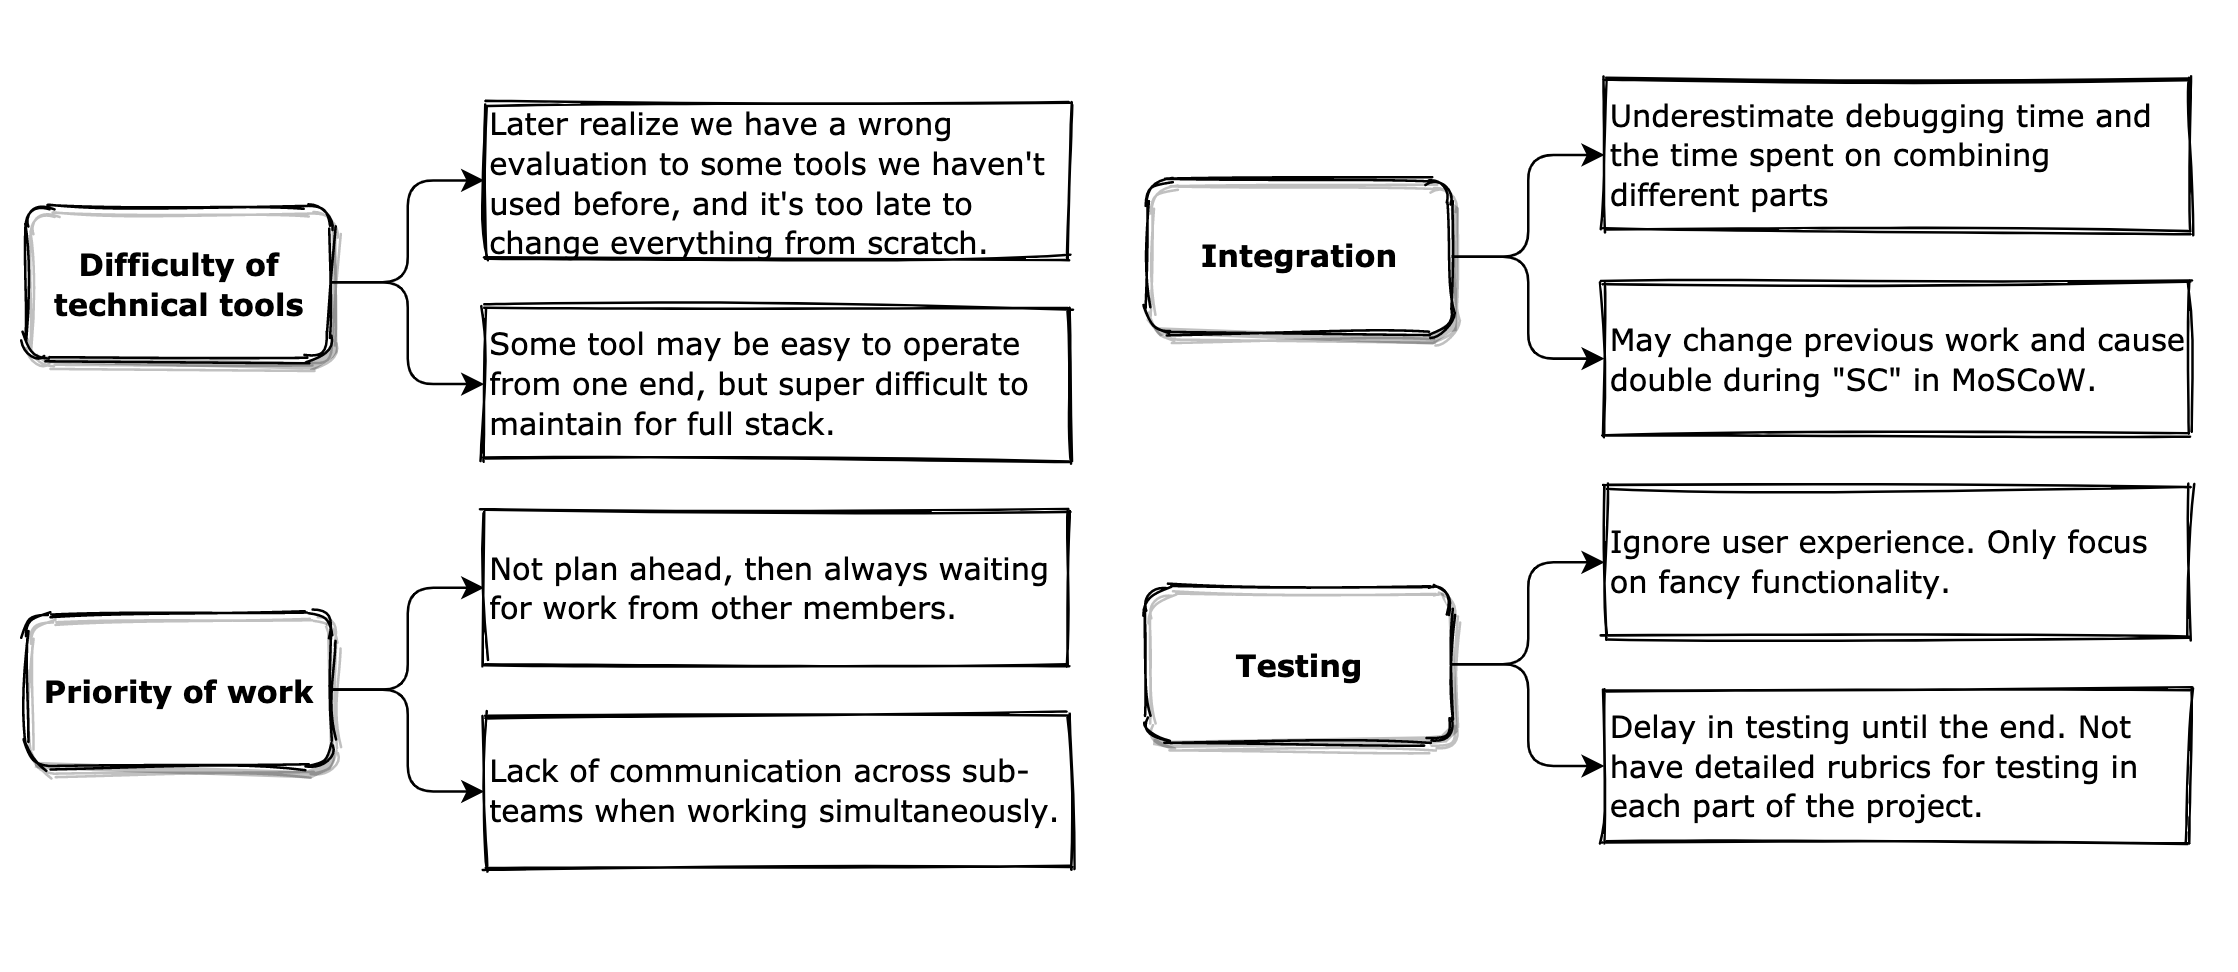 Difficulty of
technical tools
Later realize we have a wrong
evaluation to some tools we haven't
used before, and it's too late to
change everything from scratch.
Some tool may be easy to operate
from one end, but super difficult to
maintain for full stack.
Priority of work
Not plan ahead, then always waiting
for work from other members.
Lack of communication across sub-
teams when working simultaneously.
Integration
Underestimate debugging time and
the time spent on combining
different parts
May change previous work and cause
double during "SC" in MoSCoW.
Testing
Ignore user experience. Only focus
on fancy functionality.
Delay in testing until the end. Not
have detailed rubrics for testing in
each part of the project.